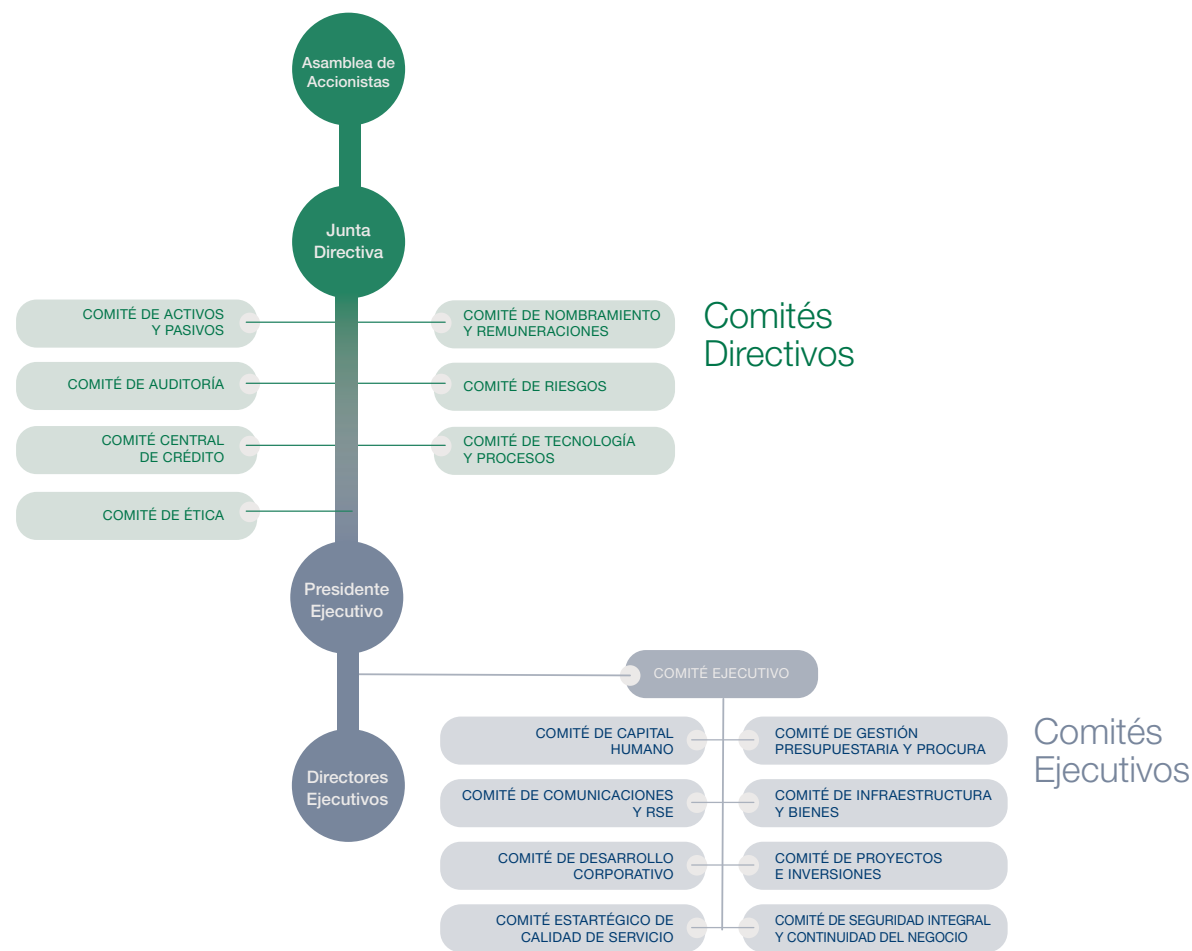 Asamblea de
Accionistas
Junta
Directiva
COMITÉ DE ACTIVOS
Y PASIVOS
COMITÉ DE NOMBRAMIENTO
Y REMUNERACIONES
Comités
Directivos
COMITÉ DE AUDITORÍA
COMITÉ DE RIESGOS
COMITÉ CENTRAL
DE CRÉDITO
COMITÉ DE TECNOLOGÍA
Y PROCESOS
COMITÉ DE ÉTICA
Presidente
Ejecutivo
COMITÉ EJECUTIVO
Directores
Ejecutivos
COMITÉ DE CAPITAL
HUMANO
COMITÉ DE GESTIÓN
PRESUPUESTARIA Y PROCURA
Comités
Ejecutivos
COMITÉ DE COMUNICACIONES
Y RSE
COMITÉ DE INFRAESTRUCTURA
Y BIENES
COMITÉ DE DESARROLLO
CORPORATIVO
COMITÉ DE PROYECTOS
E INVERSIONES
COMITÉ ESTARTÉGICO DE
CALIDAD DE SERVICIO
COMITÉ DE SEGURIDAD INTEGRAL
Y CONTINUIDAD DEL NEGOCIO